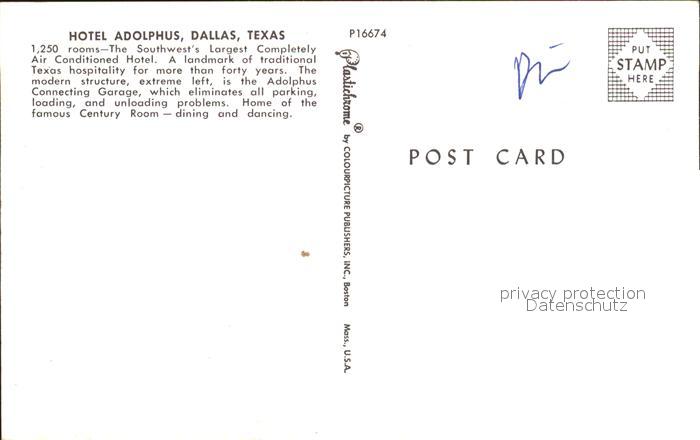 HOTEL ADOLPHUS, DALLAS, TEXAS
1,250 rooms—The Southwest's Largest Completely
Air Conditioned Hotel. A landmark of traditional
Texas hospitality for more than forty years. The
modern structure, extreme left, is the Adolphus
Connecting Garage, which eliminates all parking,
loading, and unloading problems. Home of the
famous Century Room — dining and dancing.
P16674
Plastichrome ® by COLOURPICTURE PUBLISHERS, INC., Boston Mass., U.S.A.
PUT
STAMP
HERE
POST CARD
privacy protection
Datenschutz